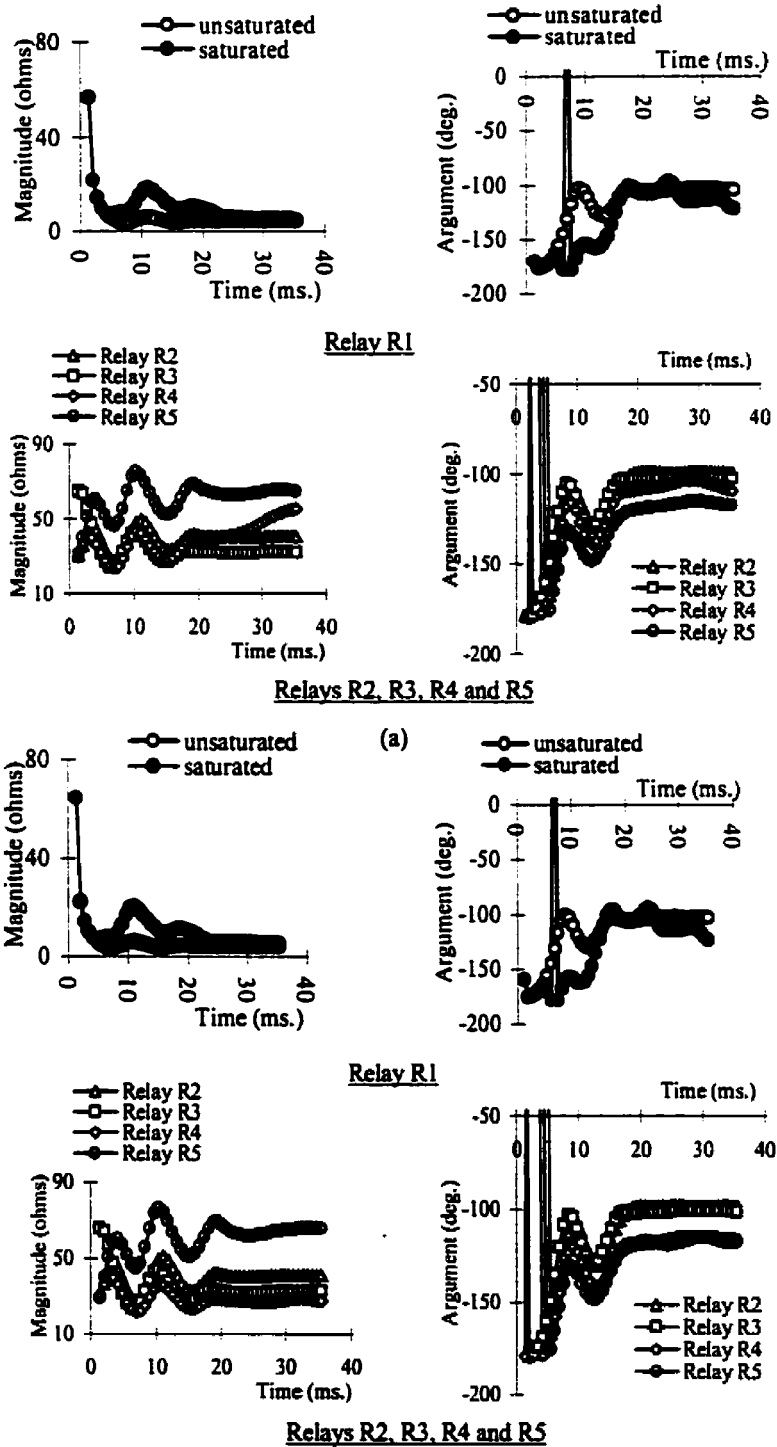 unsaturated
saturated
80
40
0
Magnitude (ohms)
0
10
20
30
40
Time (ms.)
unsaturated
saturated
Time (ms.)
0
10
20
30
40
0
-50
-100
-150
-200
Argument (deg.)
Relay R1
Relay R2
Relay R3
Relay R4
Relay R5
90
50
10
Magnitude (ohms)
0
10
20
30
40
Time (ms.)
Time (ms.)
-50
0
10
20
30
40
-100
-150
-200
Argument (deg.)
Relay R2
Relay R3
Relay R4
Relay R5
Relays R2, R3, R4 and R5
(a)
unsaturated
saturated
80
40
0
Magnitude (ohms)
0
10
20
30
40
Time (ms.)
unsaturated
saturated
Time (ms.)
0
10
20
30
40
0
-50
-100
-150
-200
Argument (deg.)
Relay R1
Relay R2
Relay R3
Relay R4
Relay R5
90
50
10
Magnitude (ohms)
0
10
20
30
40
Time (ms.)
Time (ms.)
-50
0
10
20
30
40
-100
-150
-200
Argument (deg.)
Relay R2
Relay R3
Relay R4
Relay R5
Relays R2, R3, R4 and R5